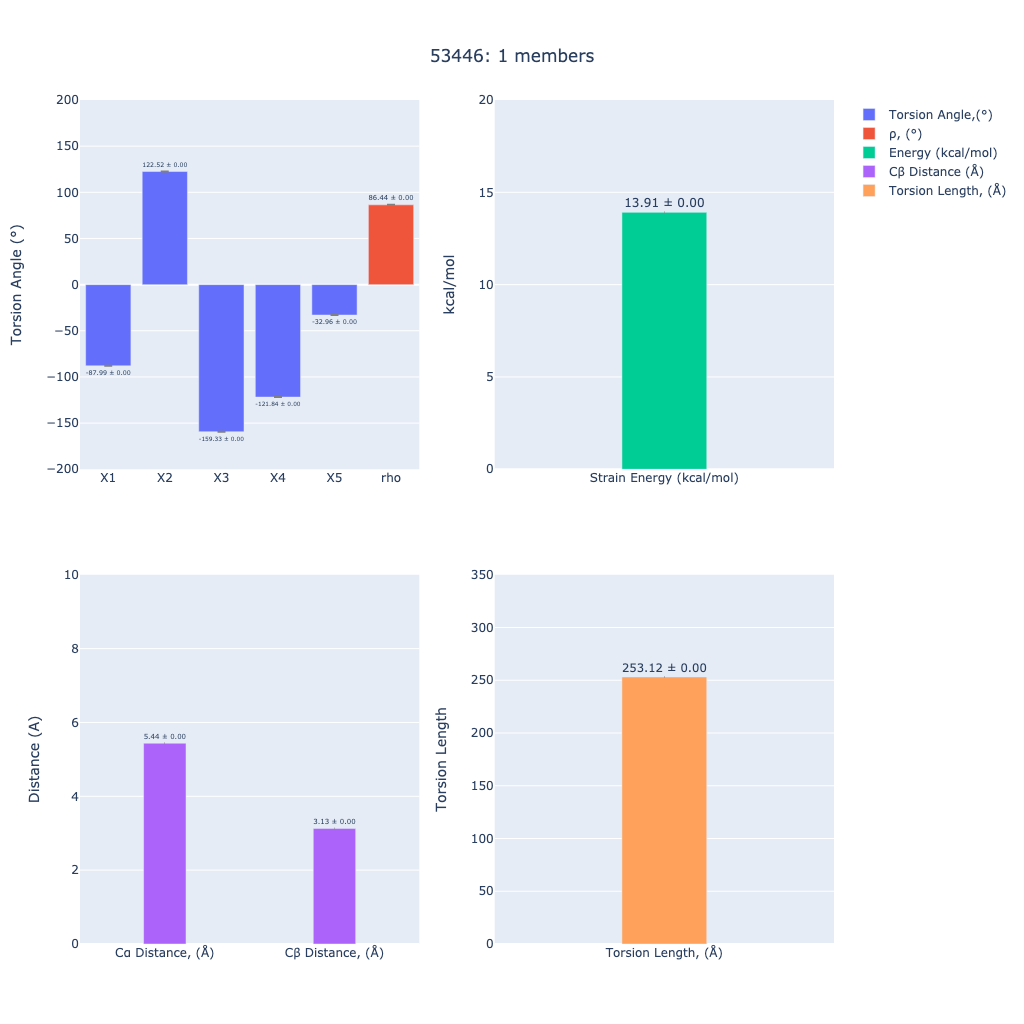 53446: 1 members
200
150
100
50
0
−50
−100
−150
−200
Torsion Angle (°)
-87.99 ± 0.00
122.52 ± 0.00
-159.33 ± 0.00
-121.84 ± 0.00
-32.96 ± 0.00
86.44 ± 0.00
X1 X2 X3 X4 X5 rho
20
15
10
5
0
kcal/mol
13.91 ± 0.00
Strain Energy (kcal/mol)
Torsion Angle,(°)
ρ, (°)
Energy (kcal/mol)
Cβ Distance (Å)
Torsion Length, (Å)
10
8
6
4
2
0
Distance (A)
5.44 ± 0.00
3.13 ± 0.00
Cα Distance, (Å) Cβ Distance, (Å)
350
300
250
200
150
100
50
0
Torsion Length
253.12 ± 0.00
Torsion Length, (Å)